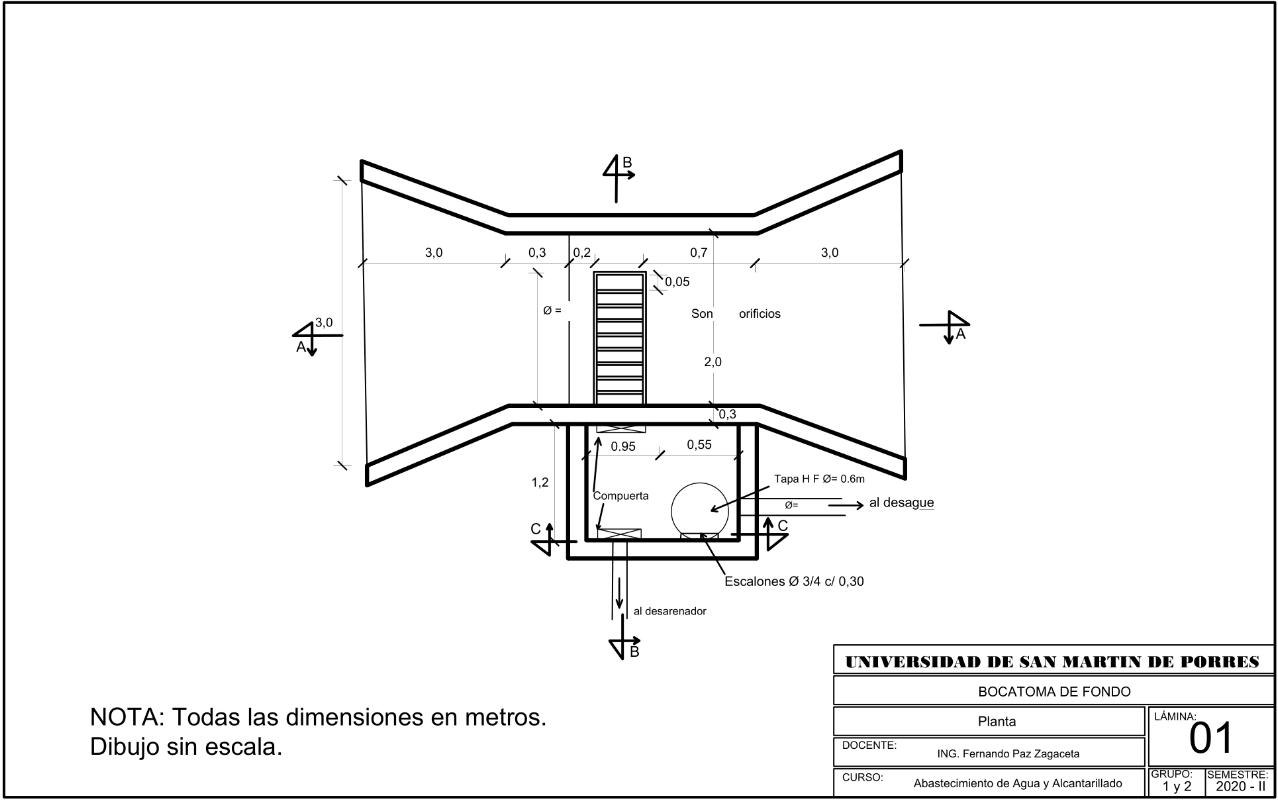 B
3,0 0,3 0,2 0,7 3,0
0,05
Ø =
Son orificios
3,0
A
A
2,0
0,3
0.95 0,55
1,2
Tapa H F Ø= 0.6m
Compuerta
Ø=
al desague
C
C
Escalones Ø 3/4 c/ 0,30
al desarenador
B
UNIVERSIDAD DE SAN MARTIN DE PORRES
BOCATOMA DE FONDO
Planta
LÁMINA:
01
DOCENTE:
ING. Fernando Paz Zagaceta
CURSO:
Abastecimiento de Agua y Alcantarillado
GRUPO:
1 y 2
SEMESTRE:
2020 - II
NOTA: Todas las dimensiones en metros.
Dibujo sin escala.